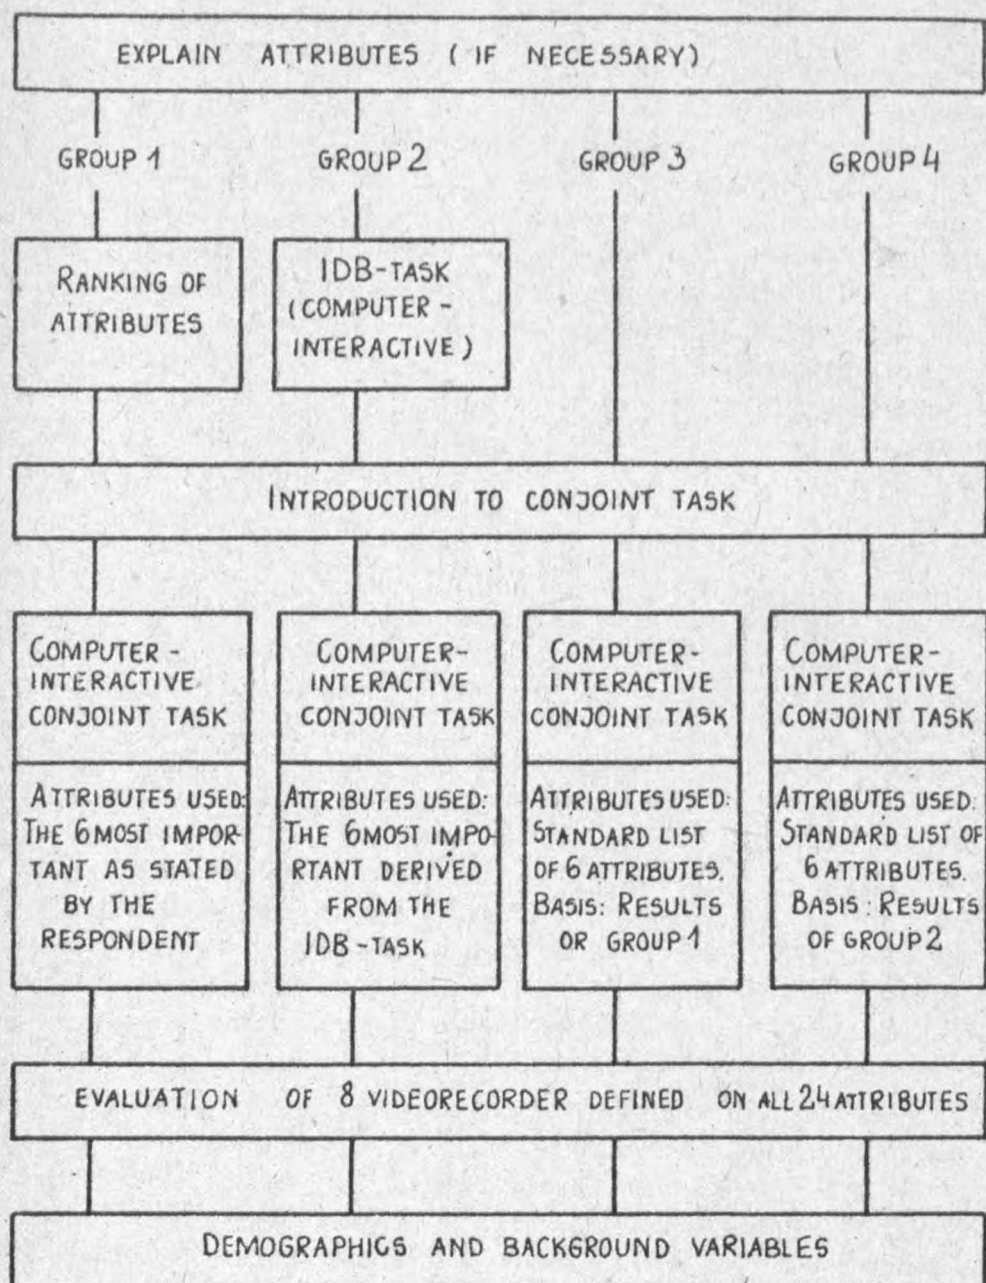 EXPLAIN ATTRIBUTES (IF NECESSARY)
GROUP 1
GROUP 2
GROUP 3
GROUP 4
RANKING OF
ATTRIBUTES
IDB-TASK
(COMPUTER-
INTERACTIVE)
INTRODUCTION TO CONJOINT TASK
COMPUTER-
INTERACTIVE
CONJOINT TASK
ATTRIBUTES USED:
THE 6 MOST IMPOR-
TANT AS STATED
BY THE
RESPONDENT
COMPUTER-
INTERACTIVE
CONJOINT TASK
ATTRIBUTES USED:
THE 6 MOST IMPO-
RTANT DERIVED
FROM THE
IDB-TASK
COMPUTER-
INTERACTIVE
CONJOINT TASK
ATTRIBUTES USED:
STANDARD LIST
OF 6 ATTRIBUTES.
BASIS: RESULTS
OR GROUP 1
COMPUTER-
INTERACTIVE
CONJOINT TASK
ATTRIBUTES USED:
STANDARD LIST OF
6 ATTRIBUTES.
BASIS: RESULTS
OF GROUP 2
EVALUATION OF 8 VIDEORECORDER DEFINED ON ALL 24 ATTRIBUTES
DEMOGRAPHICS AND BACKGROUND VARIABLES